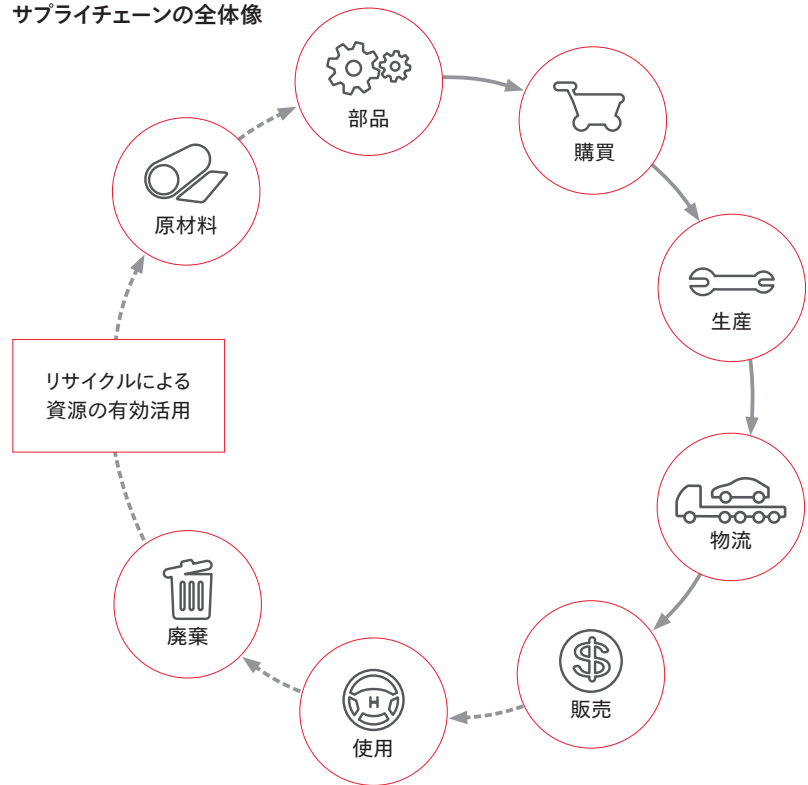 サプライチェーンの全体像
部品
購買
生産
物流
販売
使用
廃棄
リサイクルによる
資源の有効活用
原材料
H
$